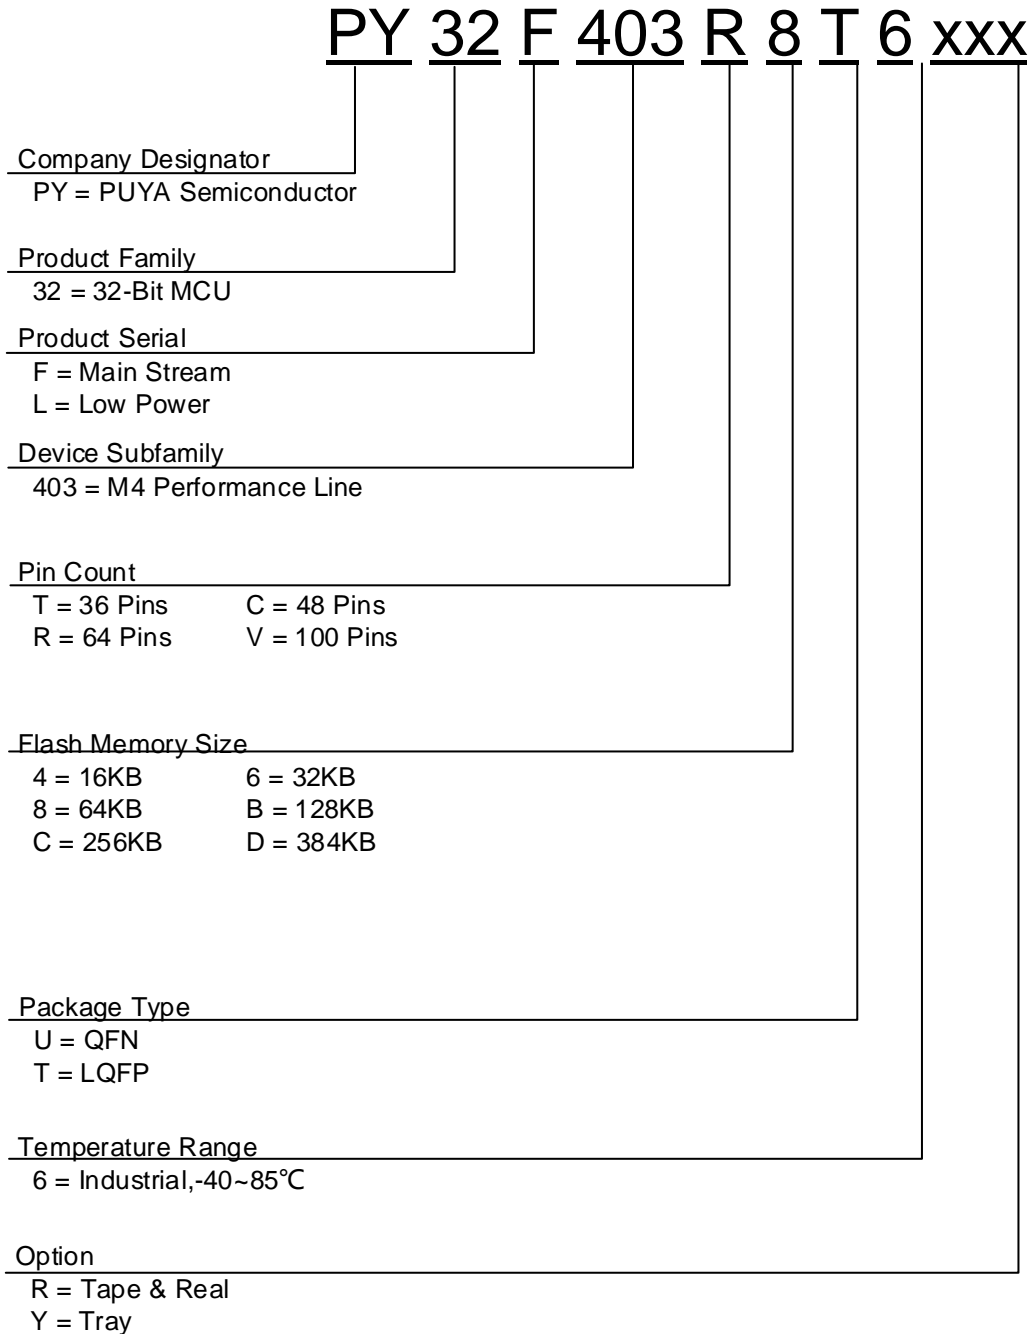 PY 32 F 403 R 8 T 6 xxx
Company Designator
PY = PUYA Semiconductor
Product Family
32 = 32-Bit MCU
Product Serial
F = Main Stream
L = Low Power
Device Subfamily
403 = M4 Performance Line
Pin Count
T = 36 Pins C = 48 Pins
R = 64 Pins V = 100 Pins
Flash Memory Size
4 = 16KB 6 = 32KB
8 = 64KB B = 128KB
C = 256KB D = 384KB
Package Type
U = QFN
T = LQFP
Temperature Range
6 = Industrial,-40~85℃
Option
R = Tape & Real
Y = Tray